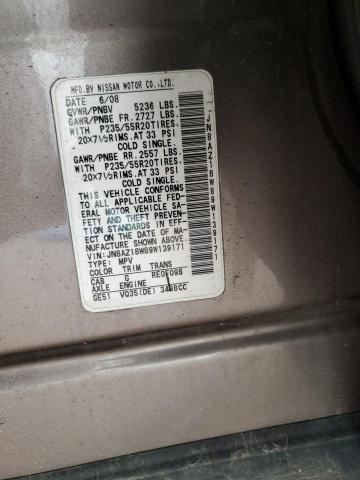 MFD.BY NISSAN MOTOR CO.,LTD.
DATE 6/08
GVWR/PNBV 5236 LBS.
GAWR/PNBE FR. 2727 LBS.
WITH P235/55R20TIRES.
20X7½RIMS.AT 33 PSI
COLD SINGLE.
GAWR/PNBE RR. 2557 LBS.
WITH P235/55R20TIRES.
20X7½RIMS.AT 33 PSI
COLD SINGLE.
THIS VEHICLE CONFORMS
TO ALL APPLICABLE FED-
ERAL MOTOR VEHICLE SA-
FETY AND THEFT PREVEN-
TION STANDARDS IN EFF-
ECT ON THE DATE OF MA-
NUFACTURE SHOWN ABOVE.
VIN:JN8AZ18W89W139171
TYPE: MPV
COLOR TRIM TRANS
CAB G RE0F09B
AXLE ENGINE
GE51 VQ35(DE) 3498CC
JN8AZ18W89W139171